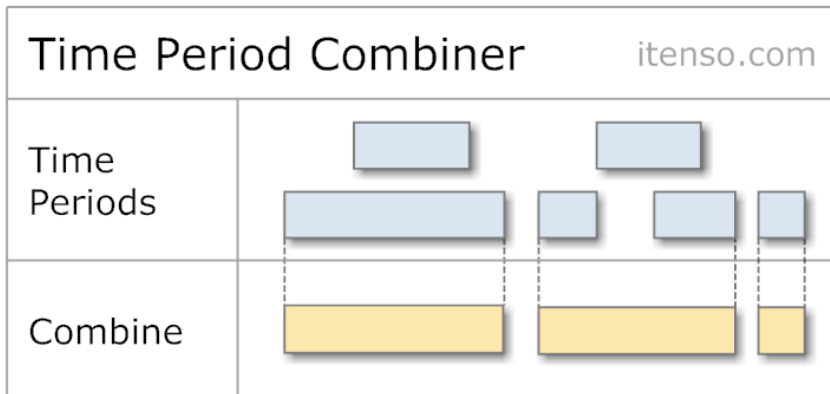 Time Period Combiner
itenso.com
Time
Periods
Combine